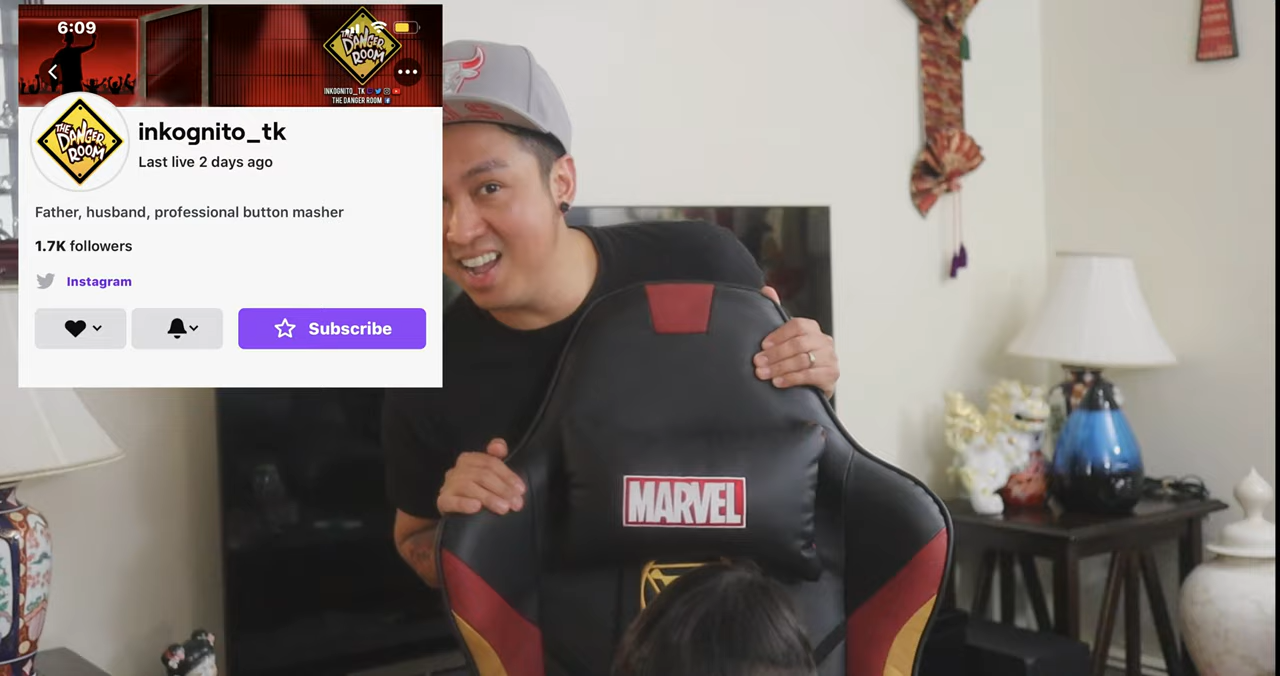 6:09
THE
DANGER
ROOM
INKOGNITO_TK
THE DANGER ROOM
THE
DANGER
ROOM
inkognito_tk
Last live 2 days ago
Father, husband, professional button masher
1.7K followers
Instagram
Subscribe
MARVEL